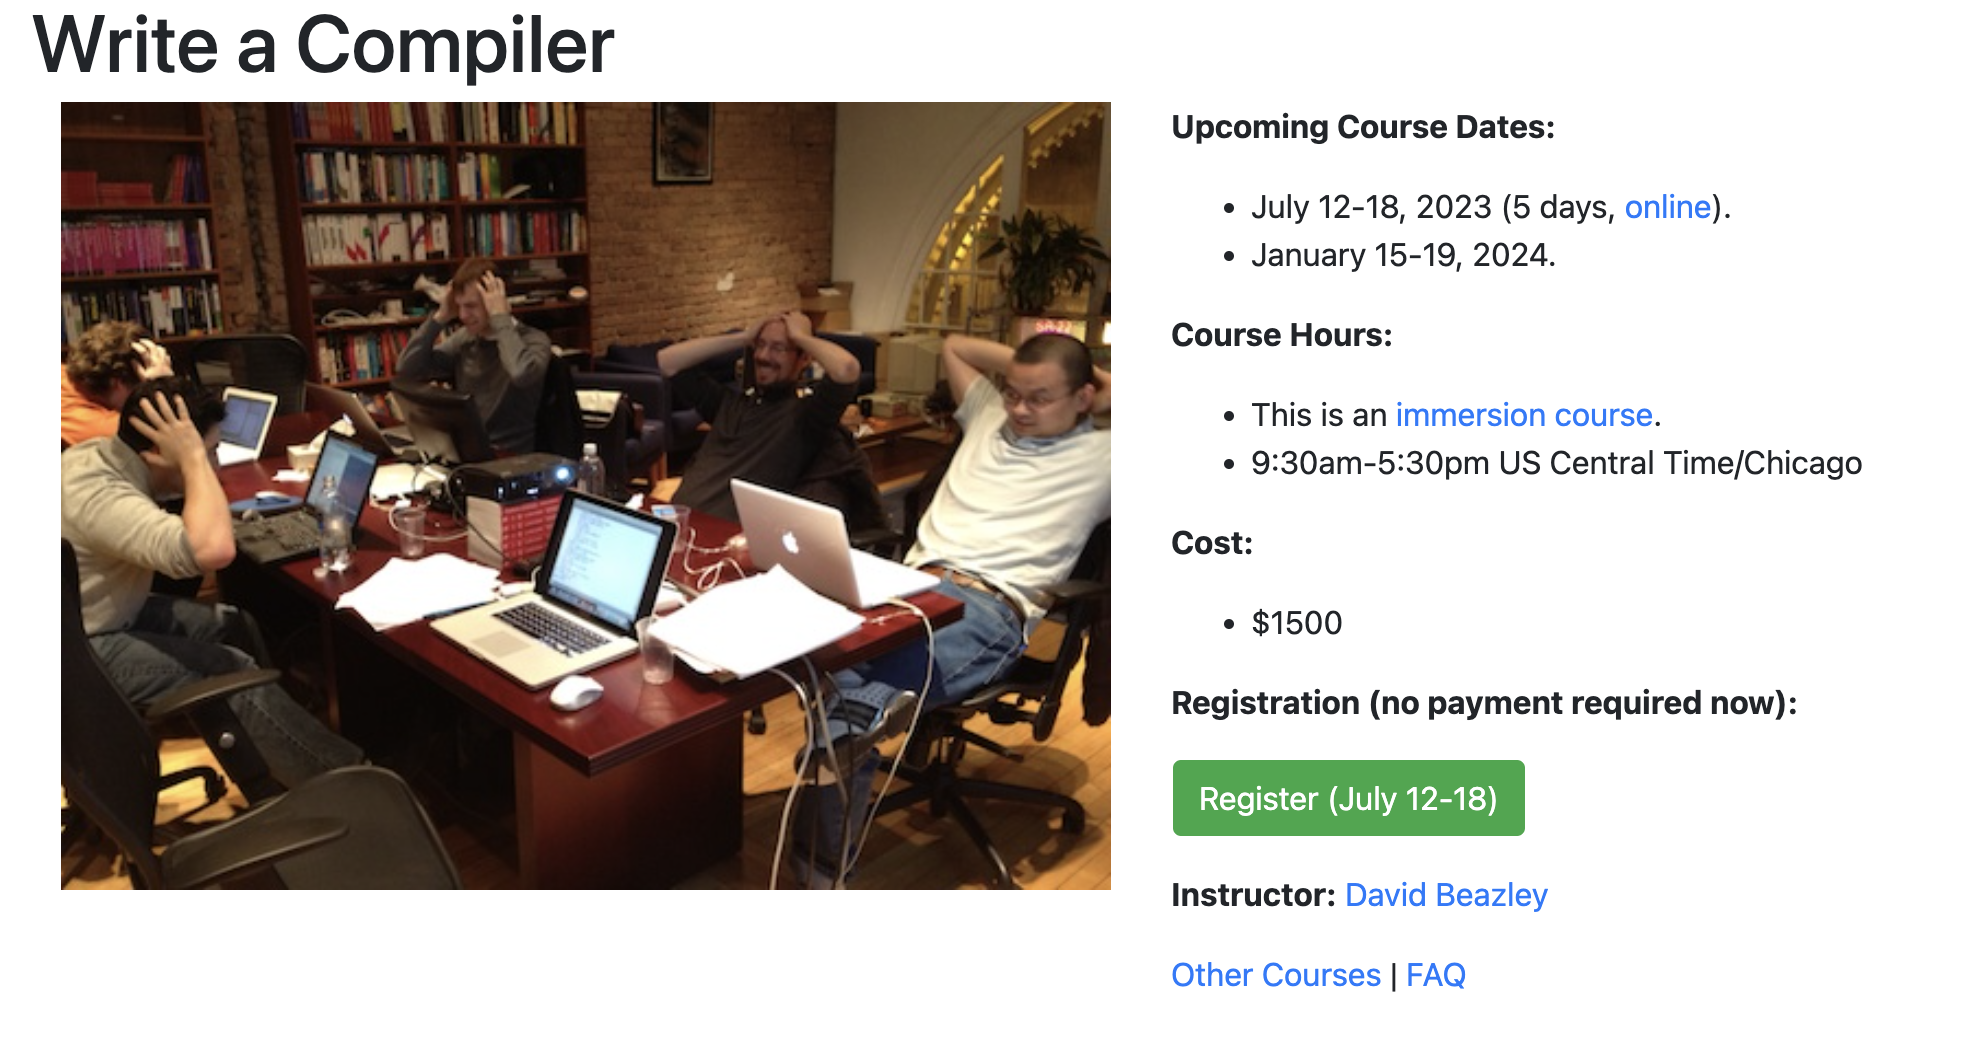 Write a Compiler
Upcoming Course Dates:
July 12-18, 2023 (5 days, online).
January 15-19, 2024.
Course Hours:
This is an immersion course.
9:30am-5:30pm US Central Time/Chicago
Cost:
$1500
Registration (no payment required now):
Register (July 12-18)
Instructor: David Beazley
Other Courses | FAQ